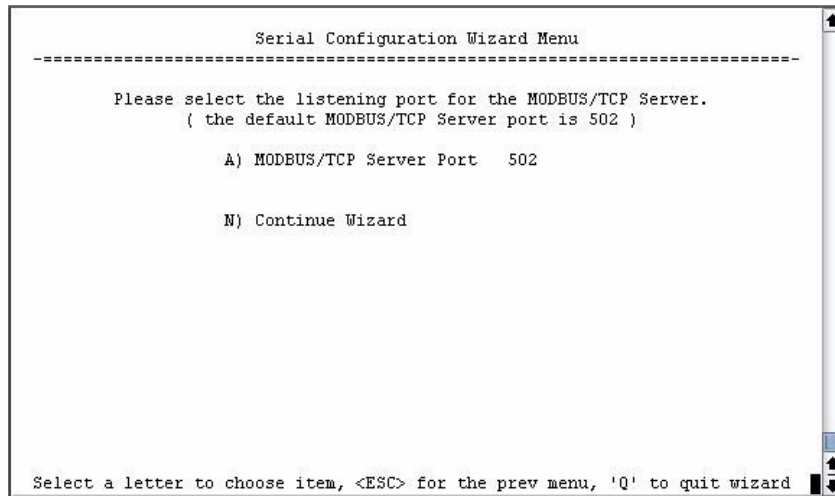 Serial Configuration Wizard Menu
-==========================================================================-
Please select the listening port for the MODBUS/TCP Server.
( the default MODBUS/TCP Server port is 502 )
A) MODBUS/TCP Server Port 502
N) Continue Wizard
Select a letter to choose item, <ESC> for the prev menu, 'Q' to quit wizard